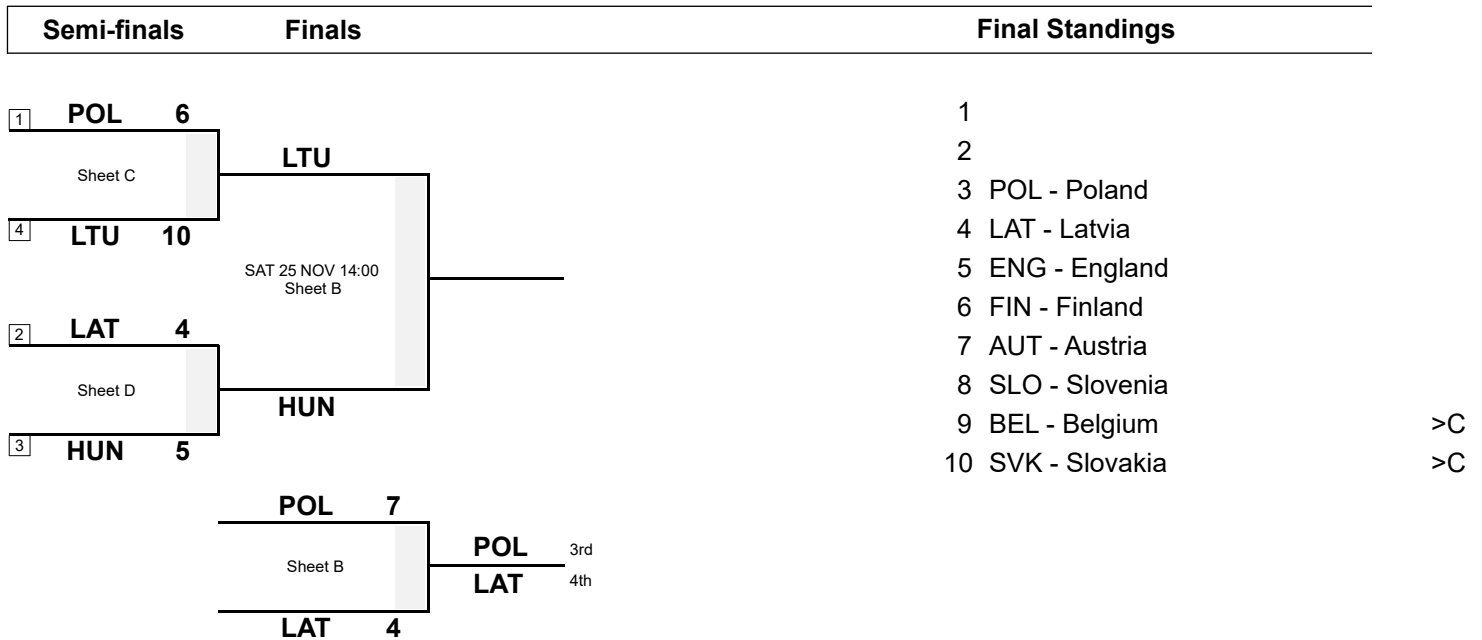 Semi-finals Finals Final Standings
1 POL 6
Sheet C
4 LTU 10
LTU
SAT 25 NOV 14:00
Sheet B
2 LAT 4
Sheet D
3 HUN 5
HUN
POL 7
Sheet B
LAT 4
POL 3rd
LAT 4th
1
2
3 POL - Poland
4 LAT - Latvia
5 ENG - England
6 FIN - Finland
7 AUT - Austria
8 SLO - Slovenia
9 BEL - Belgium >C
10 SVK - Slovakia >C